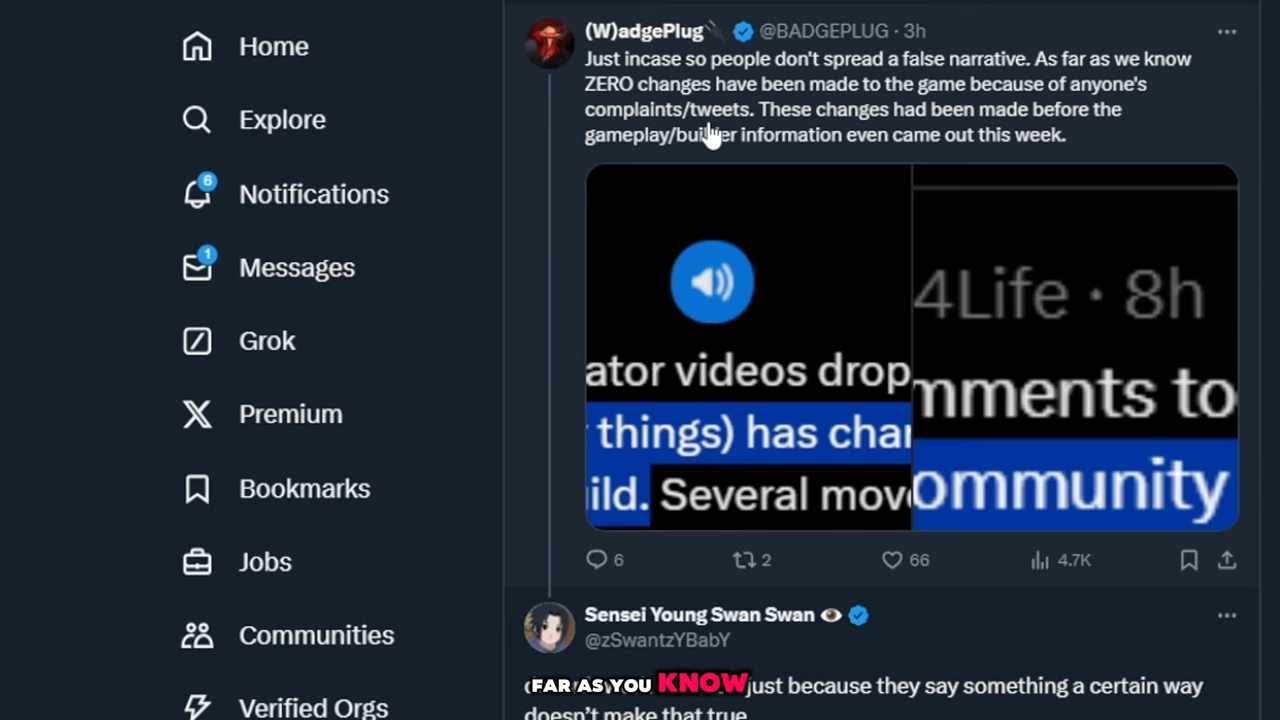 Home
Explore
6
Notifications
1
Messages
Grok
Premium
Bookmarks
Jobs
Communities
Verified Orgs
(W)adgePlug @BADGEPLUG · 3h
Just incase so people don't spread a false narrative. As far as we know
ZERO changes have been made to the game because of anyone's
complaints/tweets. These changes had been made before the
gameplay/builder information even came out this week.
ator videos drop
things) has char
ild. Several move
4Life · 8h
mments to
ommunity
6 2 66 4.7K
Sensei Young Swan Swan
@zSwantzYBabY
just because they say something a certain way
doesn't make that true
FAR AS YOU KNOW